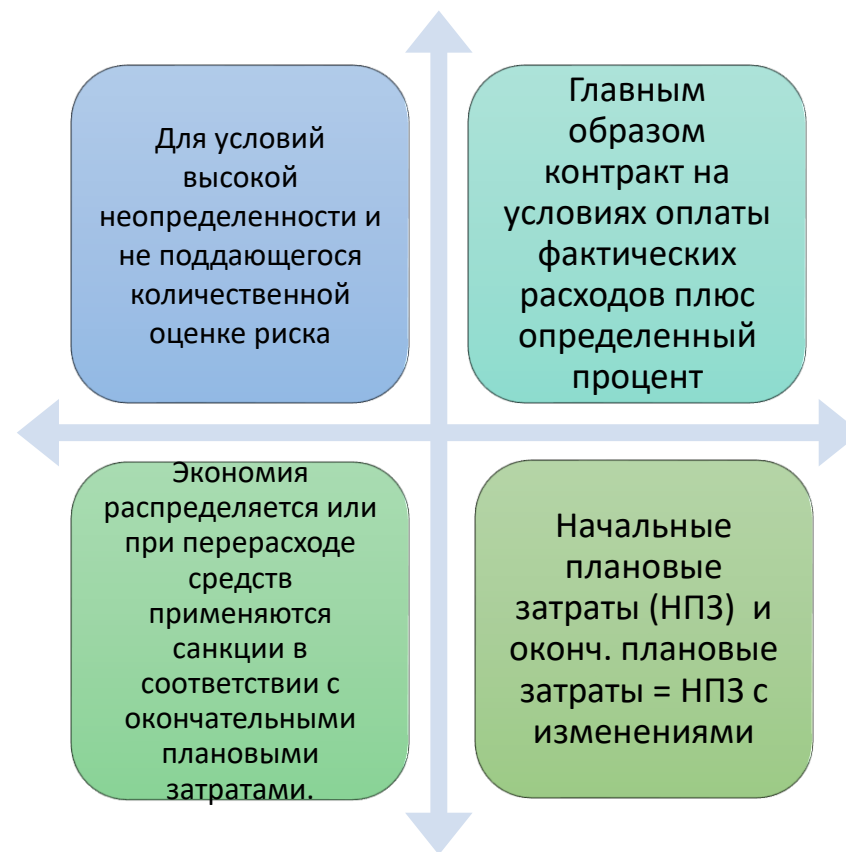 Для условий
высокой
неопределенности и
не поддающегося
количественной
оценке риска
Главным
образом
контракт на
условиях оплаты
фактических
расходов плюс
определенный
процент
Экономия
распределяется или
при перерасходе
средств
применяются
санкции в
соответствии с
окончательными
плановыми
затратами.
Начальные
плановые
затраты (НПЗ)  и
оконч. плановые
затраты = НПЗ с
изменениями